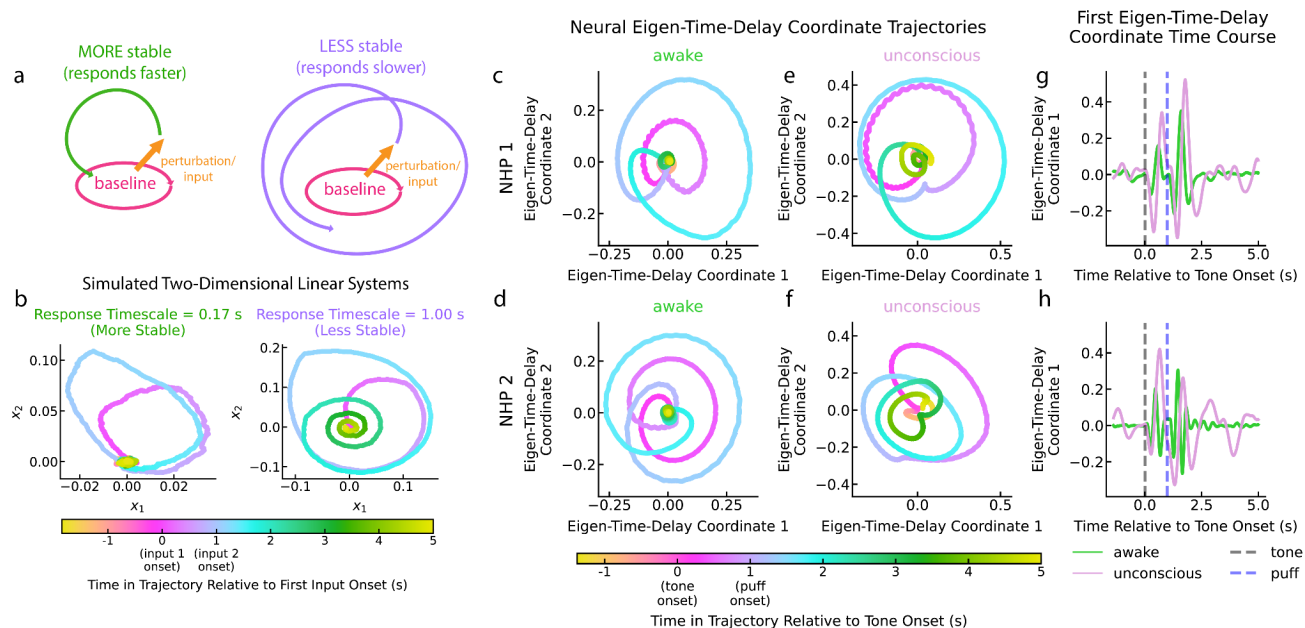 a
MORE stable
(responds faster)
perturbation/
input
baseline
LESS stable
(responds slower)
perturbation/
input
baseline
b
Simulated Two-Dimensional Linear Systems
Response Timescale = 0.17 s
(More Stable)
0.10
0.05
0.00
x2
−0.02
0.00
0.02
x1
Response Timescale = 1.00 s
(Less Stable)
0.2
0.1
0.0
−0.1
x2
−0.1
0.0
0.1
x1
-1
0
1
2
3
4
5
(input 1
onset)
(input 2
onset)
Time in Trajectory Relative to First Input Onset (s)
Neural Eigen-Time-Delay Coordinate Trajectories
First Eigen-Time-Delay
Coordinate Time Course
c
awake
NHP 1
Eigen-Time-Delay
Coordinate 2
0.2
0.0
−0.2
−0.25
0.00
0.25
Eigen-Time-Delay Coordinate 1
e
unconscious
Eigen-Time-Delay
Coordinate 2
0.4
0.2
0.0
−0.2
−0.4
0.0
0.5
Eigen-Time-Delay Coordinate 1
g
Eigen-Time-Delay
Coordinate 1
0.4
0.2
0.0
−0.2
0.0
2.5
5.0
Time Relative to Tone Onset (s)
d
awake
NHP 2
Eigen-Time-Delay
Coordinate 2
0.2
0.0
−0.2
−0.25
0.00
0.25
Eigen-Time-Delay Coordinate 1
f
unconscious
Eigen-Time-Delay
Coordinate 2
0.4
0.2
0.0
−0.2
−0.4
0.0
0.5
Eigen-Time-Delay Coordinate 1
h
Eigen-Time-Delay
Coordinate 1
0.4
0.2
0.0
−0.2
0.0
2.5
5.0
Time Relative to Tone Onset (s)
-1
0
1
2
3
4
5
(tone
onset)
(puff
onset)
Time in Trajectory Relative to Tone Onset (s)
awake
unconscious
tone
puff